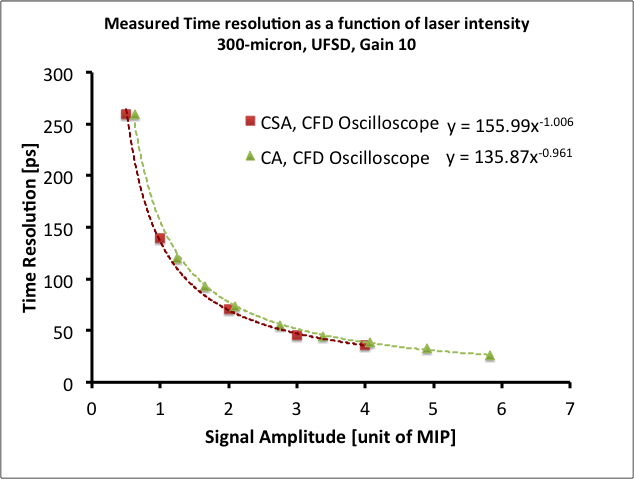 Measured Time resolution as a function of laser intensity
300-micron, UFSD, Gain 10
300
250
200
150
100
50
0
Time Resolution [ps]
CSA, CFD Oscilloscope y = 155.99x^-1.006
CA, CFD Oscilloscope y = 135.87x^-0.961
0 1 2 3 4 5 6 7
Signal Amplitude [unit of MIP]